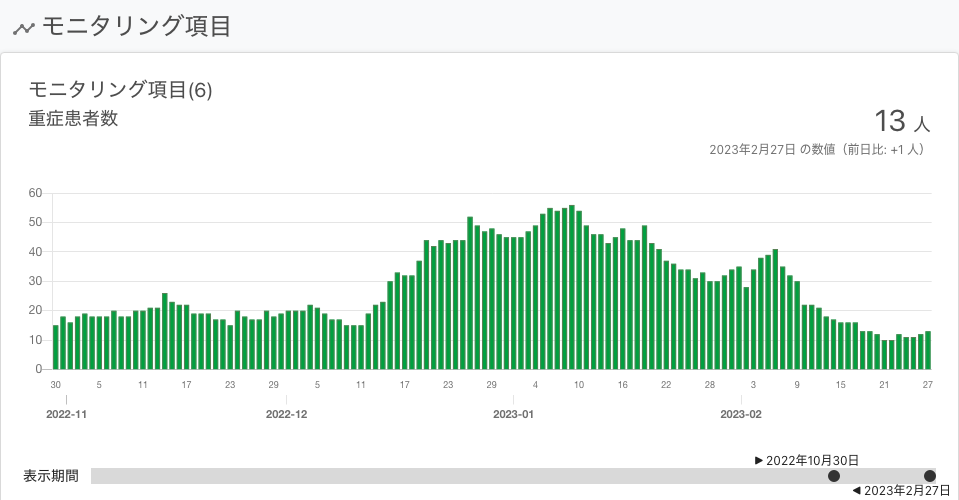 モニタリング項目
モニタリング項目(6)
重症患者数
13 人
2023年2月27日 の数値（前日比: +1 人）
60
50
40
30
20
10
0
30 5 11 17 23 29 5 11 17 23 29 4 10 16 22 28 3 9 15 21 27
2022-11 2022-12 2023-01 2023-02
▶ 2022年10月30日
表示期間
◀ 2023年2月27日